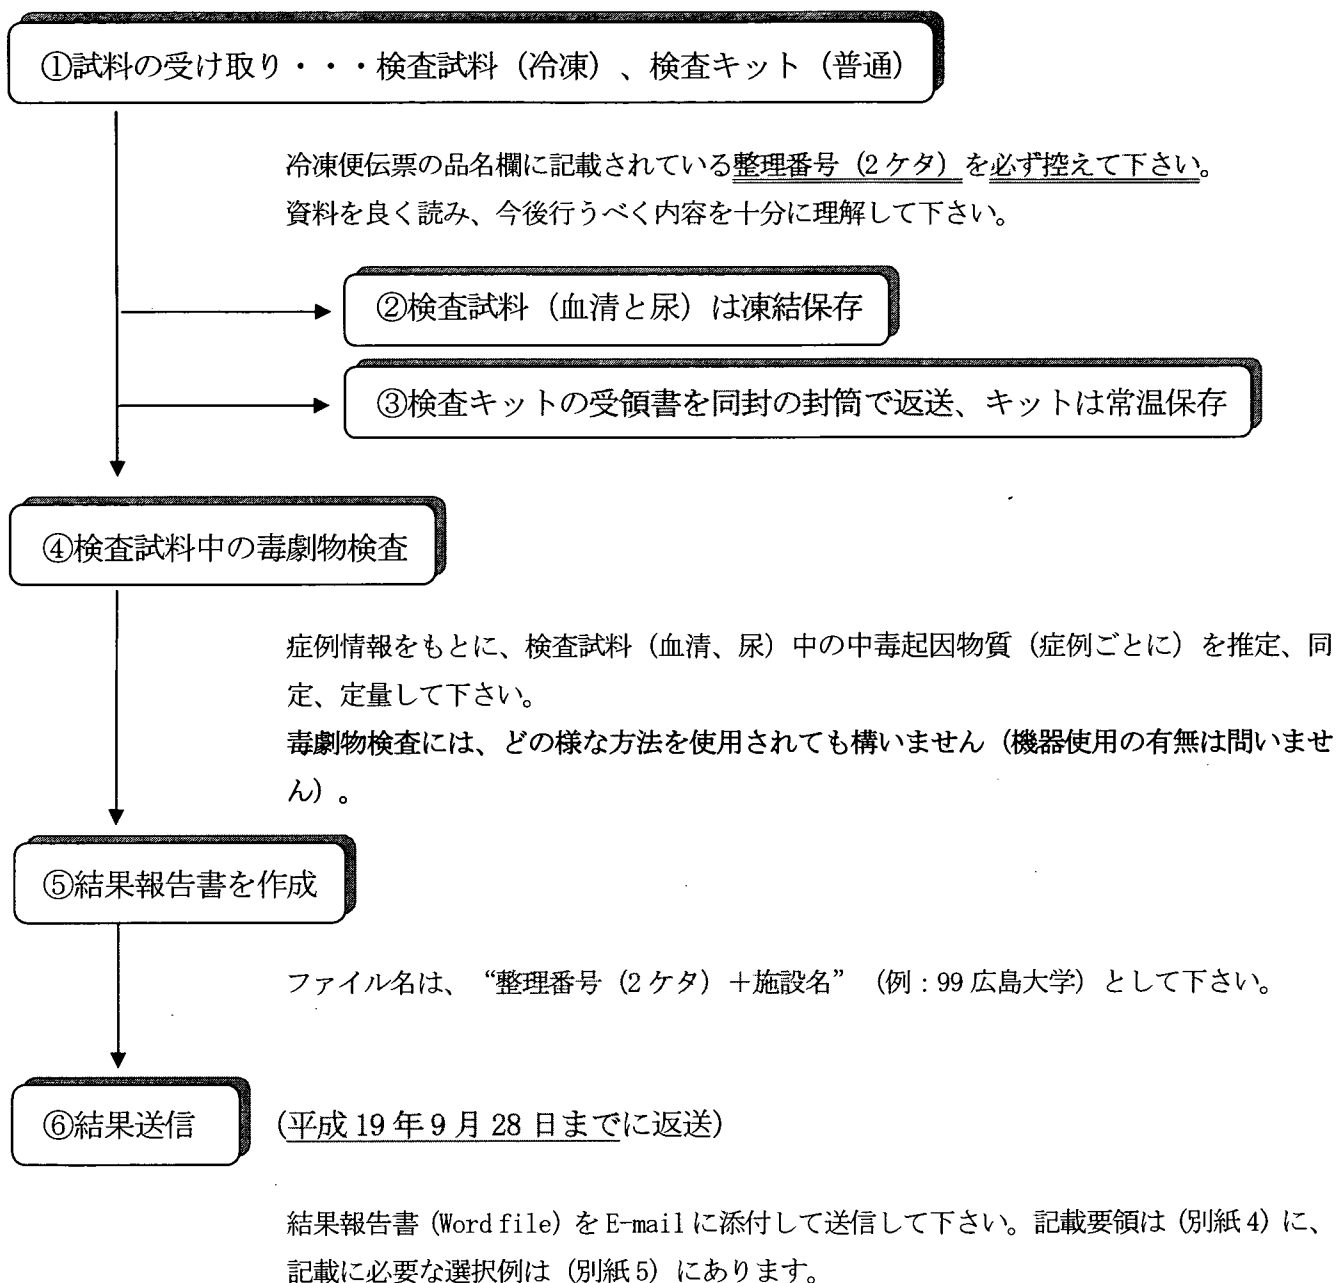 ①試料の受け取り・・・検査試料（冷凍）、検査キット（普通）
冷凍便伝票の品名欄に記載されている整理番号（2ケタ）を必ず控えて下さい。
資料を良く読み、今後行うべく内容を十分に理解して下さい。
②検査試料（血清と尿）は凍結保存
③検査キットの受領書を同封の封筒で返送、キットは常温保存
④検査試料中の毒劇物検査
症例情報をもとに、検査試料（血清、尿）中の中毒起因物質（症例ごとに）を推定、同
定、定量して下さい。
毒劇物検査には、どの様な方法を使用されても構いません（機器使用の有無は問いませ
ん）。
⑤結果報告書を作成
ファイル名は、“整理番号（2ケタ）＋施設名”（例：99広島大学）として下さい。
⑥結果送信 (平成19年9月28日までに返送)
結果報告書（Word file）をE-mailに添付して送信して下さい。記載要領は（別紙4）に、
記載に必要な選択例は（別紙5）にあります。